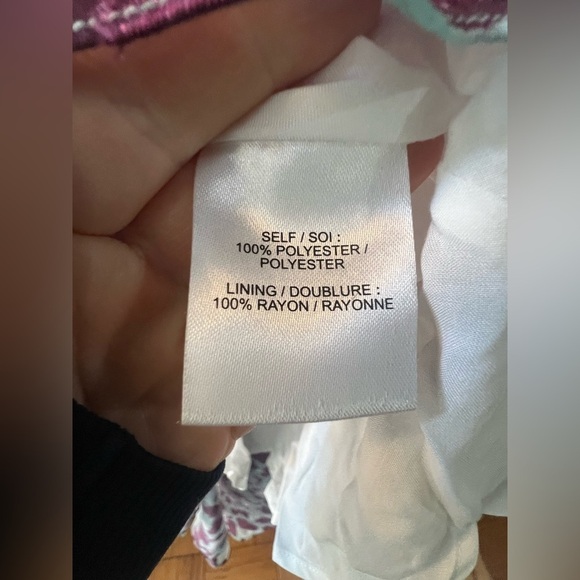 SELF / SOI :
100% POLYESTER /
POLYESTER
LINING / DOUBLURE :
100% RAYON / RAYONNE